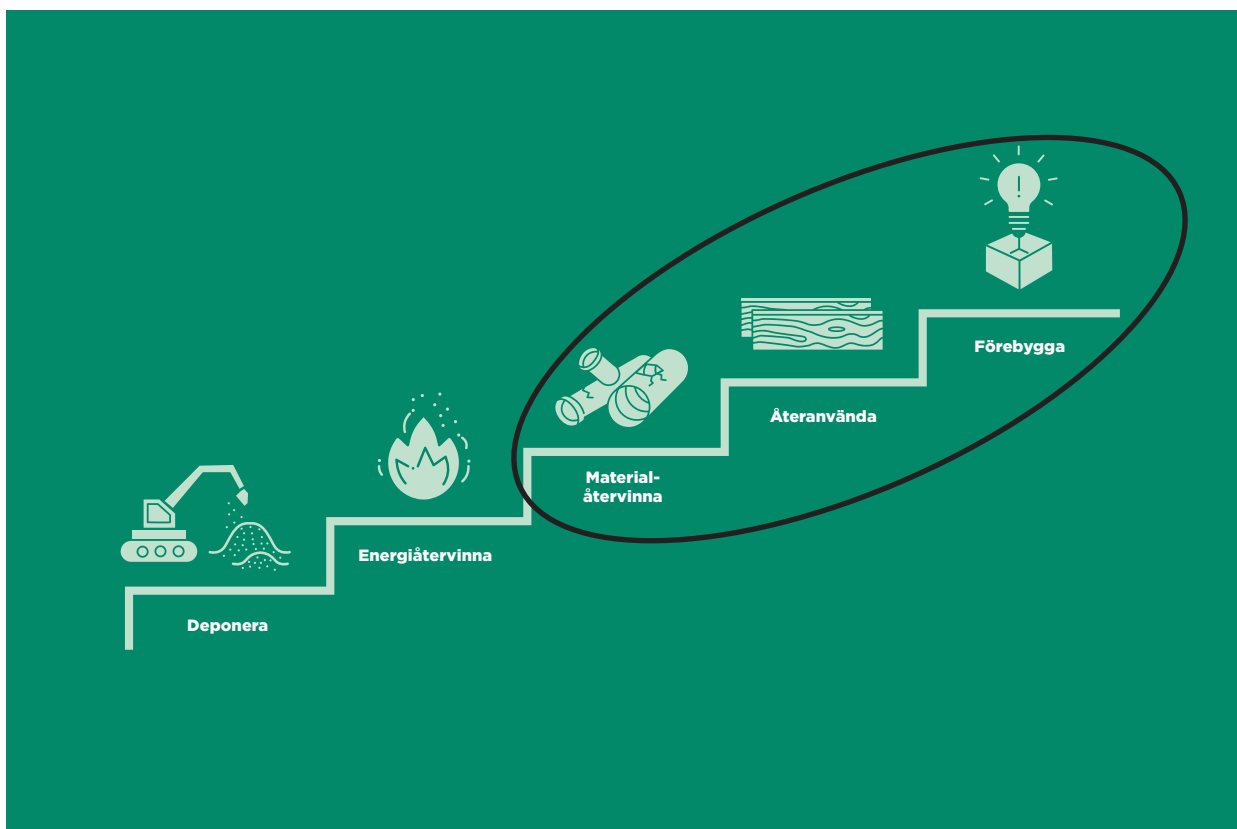 Förebygga
Återanvända
Material-
återvinna
Energiåtervinna
Deponera